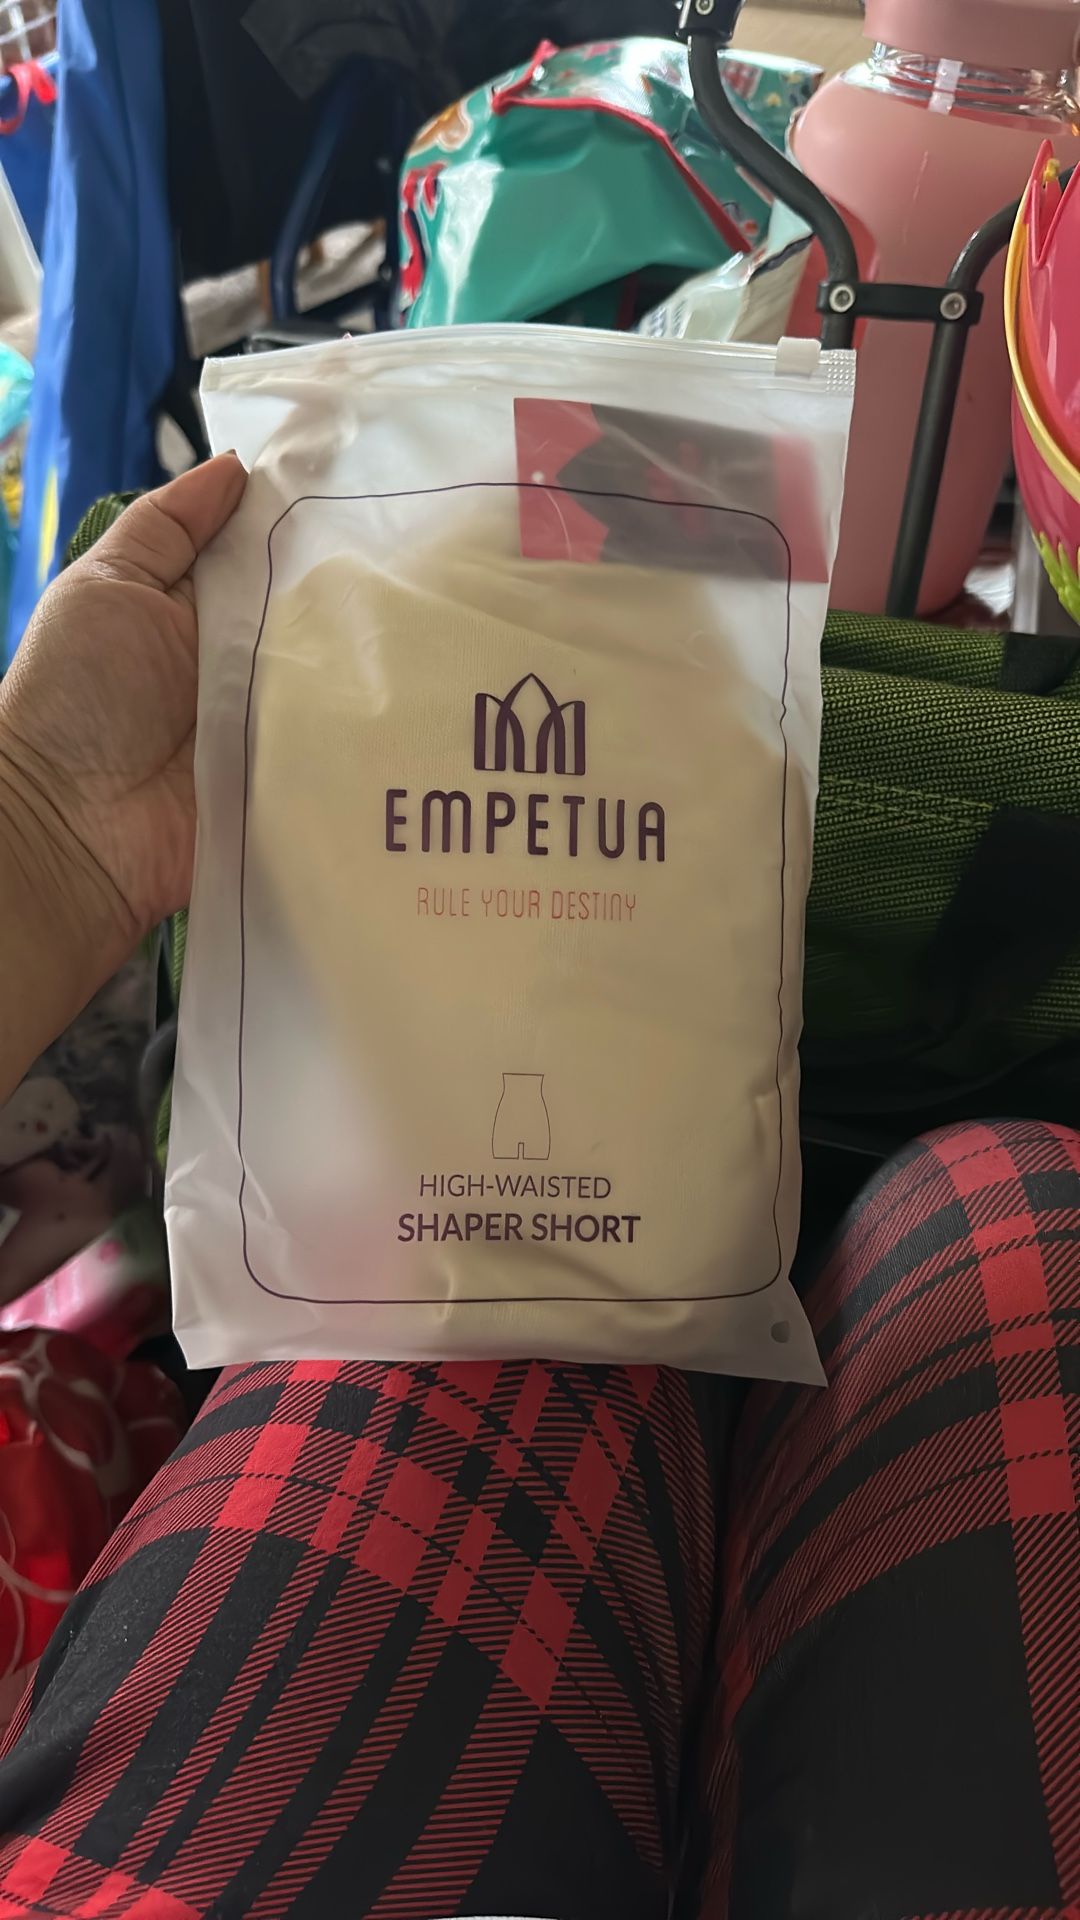 EMPETUA
RULE YOUR DESTINY
HIGH-WAISTED
SHAPER SHORT